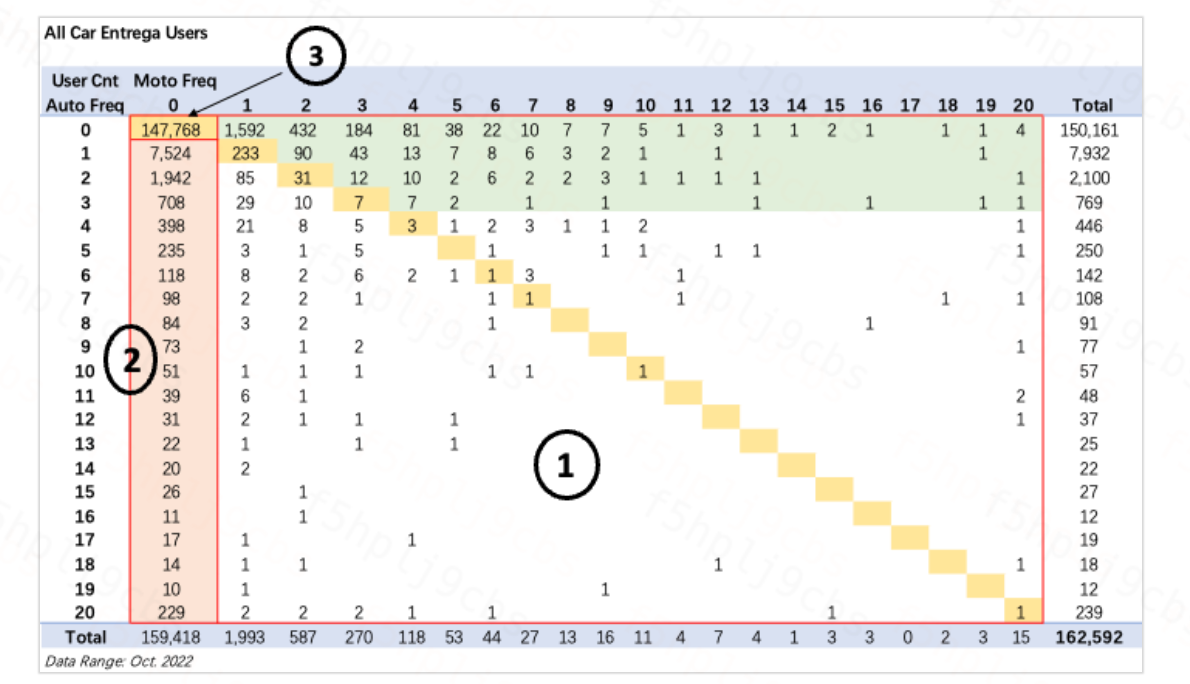 All Car Entrega Users
3
User Cnt Moto Freq
Auto Freq 0 1 2 3 4 5 6 7 8 9 10 11 12 13 14 15 16 17 18 19 20 Total
0 147,768 1,592 432 184 81 38 22 10 7 7 5 1 3 1 1 2 1 1 1 4 150,161
1 7,524 233 90 43 13 7 8 6 3 2 1 1 1 7,932
2 1,942 85 31 12 10 2 6 2 2 3 1 1 1 1 1 2,100
3 708 29 10 7 7 2 1 1 1 1 1 1 769
4 398 21 8 5 3 1 2 3 1 1 2 1 446
5 235 3 1 5 1 1 1 1 1 1 250
6 118 8 2 6 2 1 1 3 1 142
7 98 2 2 1 1 1 1 1 1 108
8 84 3 2 1 1 91
9 73 1 2 1 77
2
10 51 1 1 1 1 1 1 57
11 39 6 1 2 48
12 31 2 1 1 1 1 37
13 22 1 1 1 25
1
14 20 2 22
15 26 1 27
16 11 1 12
17 17 1 1 19
18 14 1 1 1 1 18
19 10 1 1 12
20 229 2 2 2 1 1 1 1 239
Total 159,418 1,993 587 270 118 53 44 27 13 16 11 4 7 4 1 3 3 0 2 3 15 162,592
Data Range: Oct. 2022